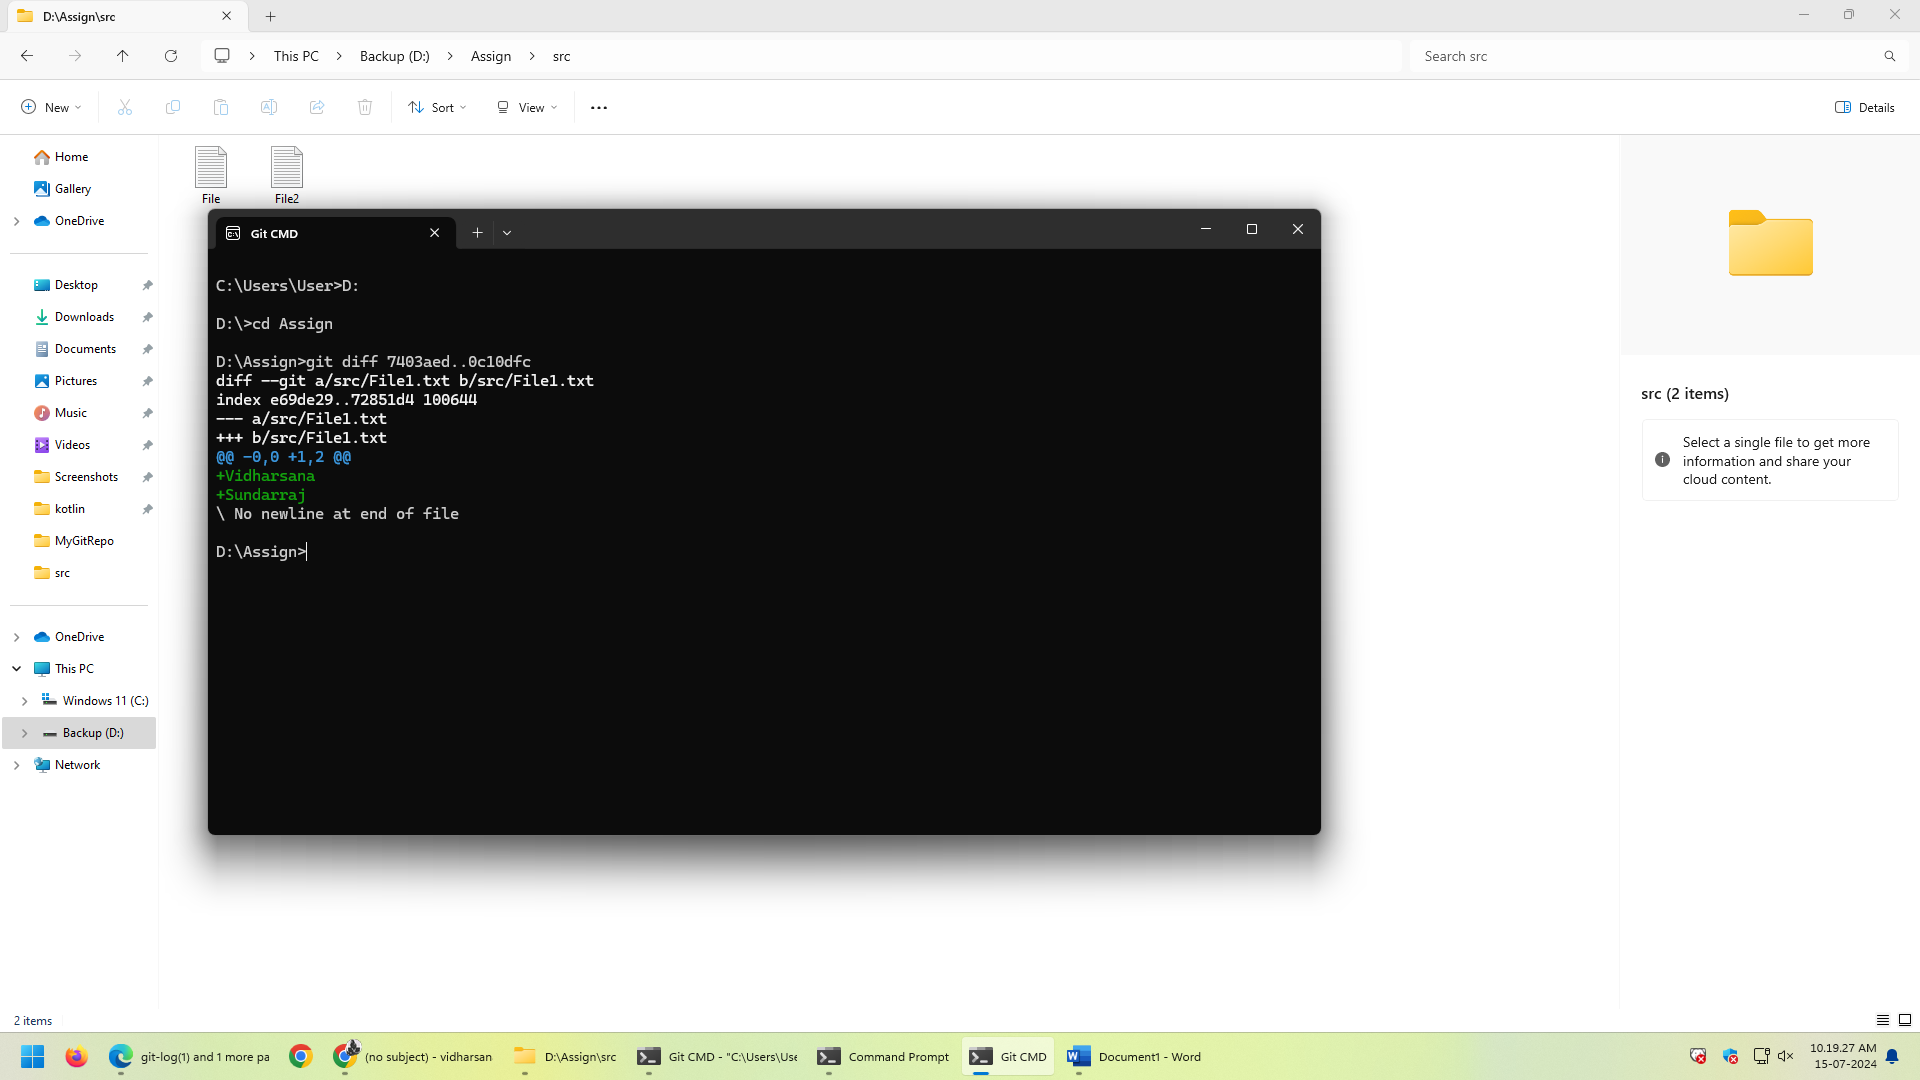 D:\Assign\src
This PC
Backup (D:)
Assign
src
Search src
New
Sort
View
Details
Home
Gallery
OneDrive
Desktop
Downloads
Documents
Pictures
Music
Videos
Screenshots
kotlin
MyGitRepo
src
OneDrive
This PC
Windows 11 (C:)
Backup (D:)
Network
File
File2
Git CMD
C:\Users\User>D:
D:\>cd Assign
D:\Assign>git diff 7403aed..0c10dfc
diff --git a/src/File1.txt b/src/File1.txt
index e69de29..72851d4 100644
--- a/src/File1.txt
+++ b/src/File1.txt
@@ -0,0 +1,2 @@
+Vidharsana
+Sundarraj
\ No newline at end of file
D:\Assign>
src (2 items)
Select a single file to get more
information and share your
cloud content.
2 items
git-log(1) and 1 more pa
(no subject) - vidharsan
D:\Assign\src
Git CMD - "C:\Users\Use
Command Prompt
Git CMD
Document1 - Word
10.19.27 AM
15-07-2024